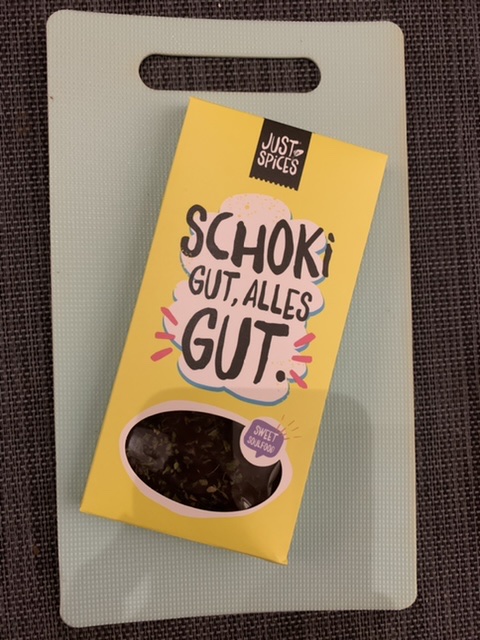 JUST
SPiCES
SCHOKi
GUT, ALLES
GUT.
SWEET
SOULFOOD